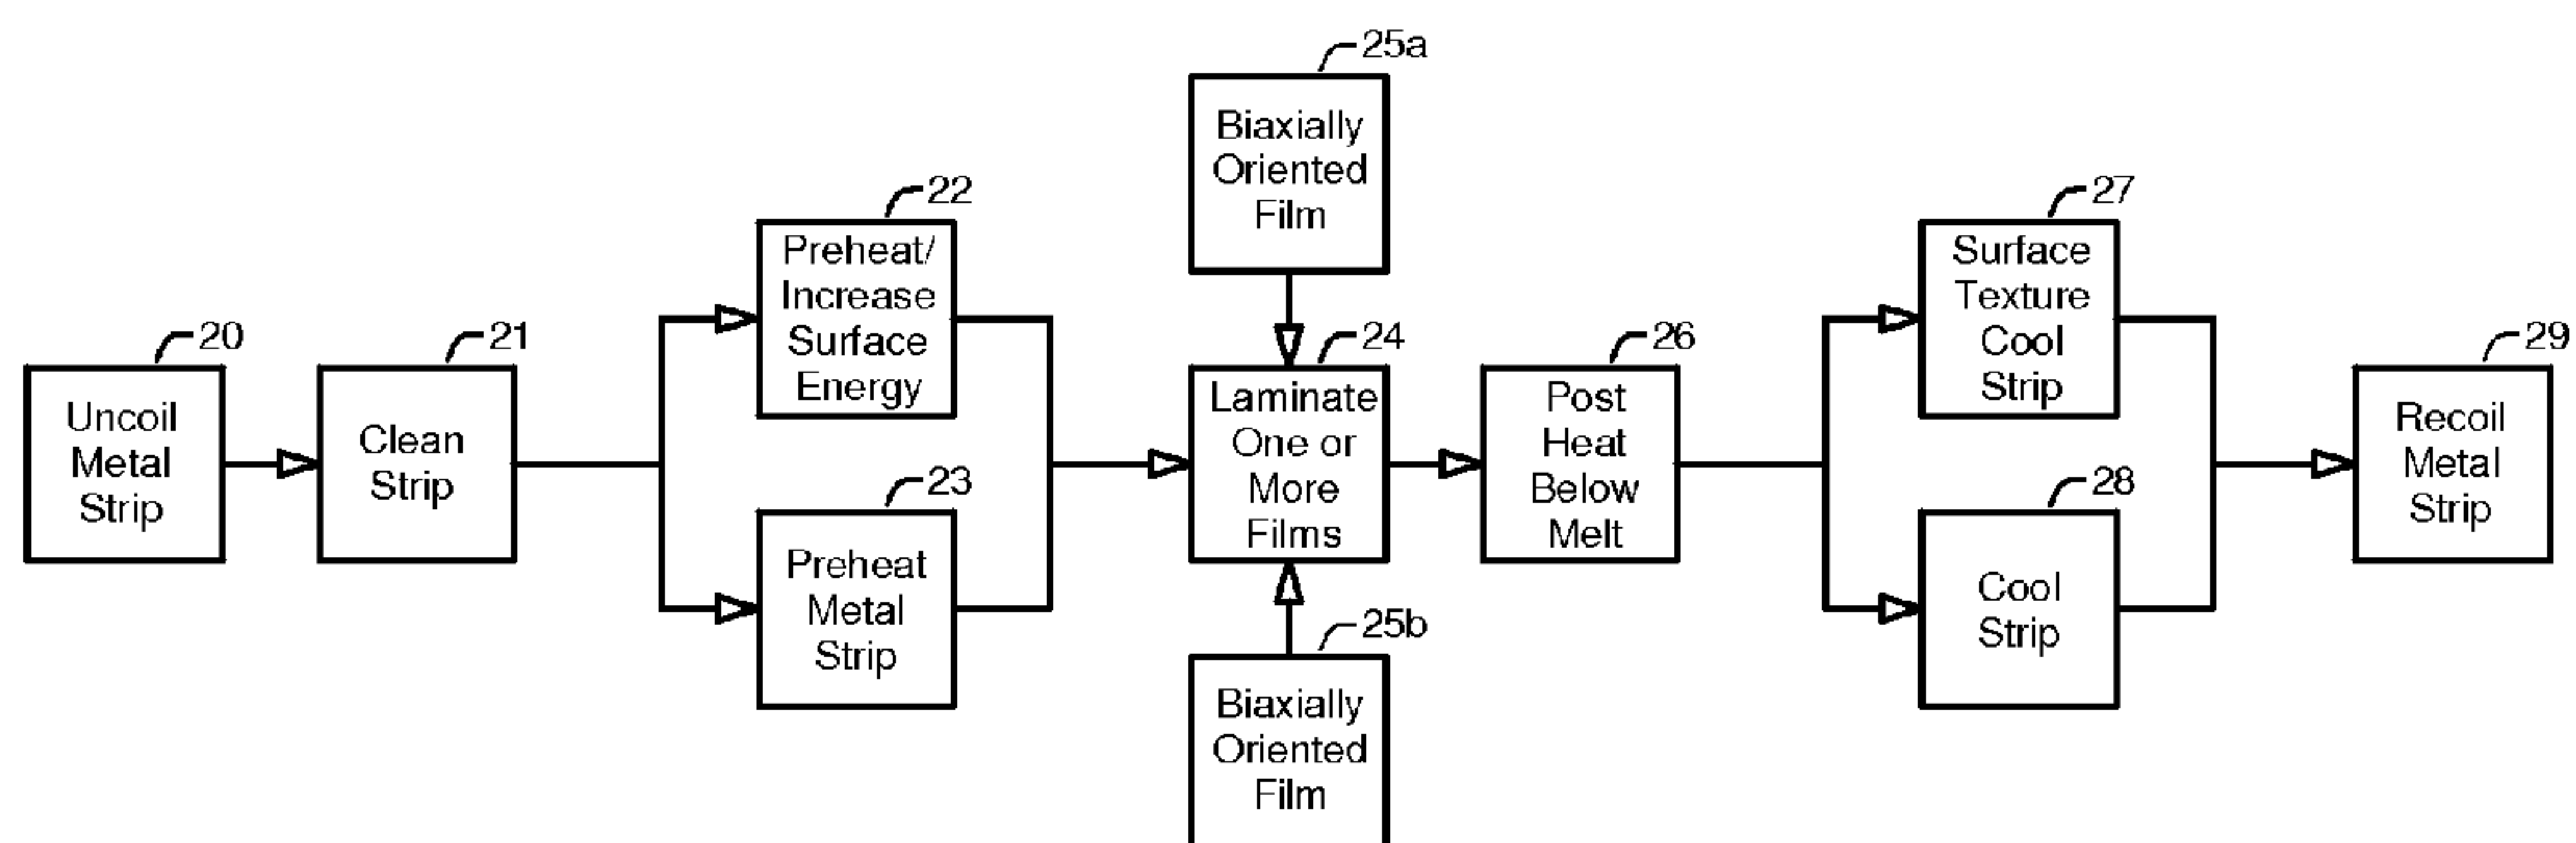 20
Uncoil
Metal
Strip
21
Clean
Strip
22
Preheat/
Increase
Surface
Energy
23
Preheat
Metal
Strip
25a
Biaxially
Oriented
Film
24
Laminate
One or
More
Films
25b
Biaxially
Oriented
Film
26
Post
Heat
Below
Melt
27
Surface
Texture
Cool
Strip
28
Cool
Strip
29
Recoil
Metal
Strip